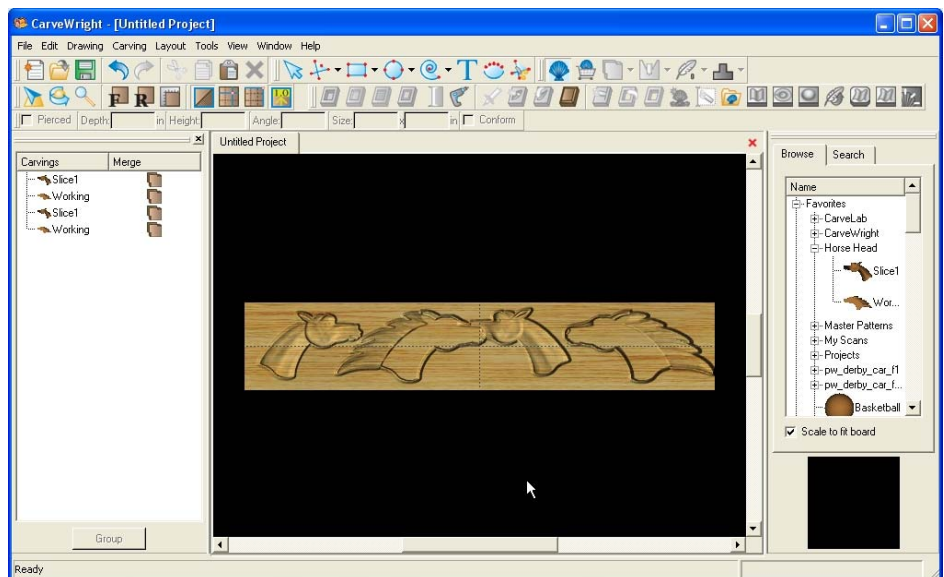 CarveWright - [Untitled Project]
File Edit Drawing Carving Layout Tools View Window Help
F R 1.0
Pierced Depth: in Height: Angle: Size: x in Conform
Carvings Merge
Slice1
Working
Slice1
Working
Group
Untitled Project
Browse Search
Name
Favorites
CarveLab
CarveWright
Horse Head
Slice1
Wor...
Master Patterns
My Scans
Projects
pw_derby_car_f1
pw_derby_car_f...
Basketball
Scale to fit board
Ready